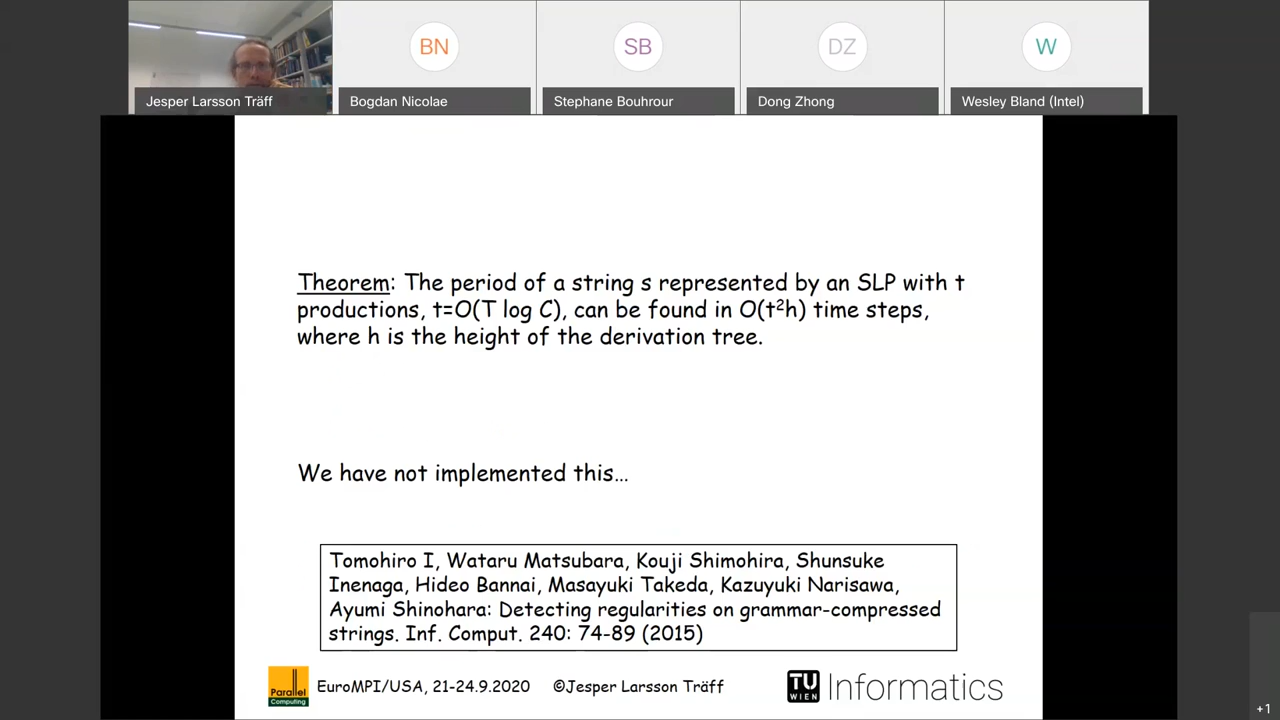 BN
SB
DZ
W
Jesper Larsson Träff
Bogdan Nicolae
Stephane Bouhrour
Dong Zhong
Wesley Bland (Intel)
Theorem: The period of a string s represented by an SLP with t
productions, t=O(T log C), can be found in O(t²h) time steps,
where h is the height of the derivation tree.
We have not implemented this…
Tomohiro I, Wataru Matsubara, Kouji Shimohira, Shunsuke
Inenaga, Hideo Bannai, Masayuki Takeda, Kazuyuki Narisawa,
Ayumi Shinohara: Detecting regularities on grammar-compressed
strings. Inf. Comput. 240: 74-89 (2015)
Parallel
Computing
EuroMPI/USA, 21-24.9.2020 ©Jesper Larsson Träff
TU
WIEN
Informatics
+1